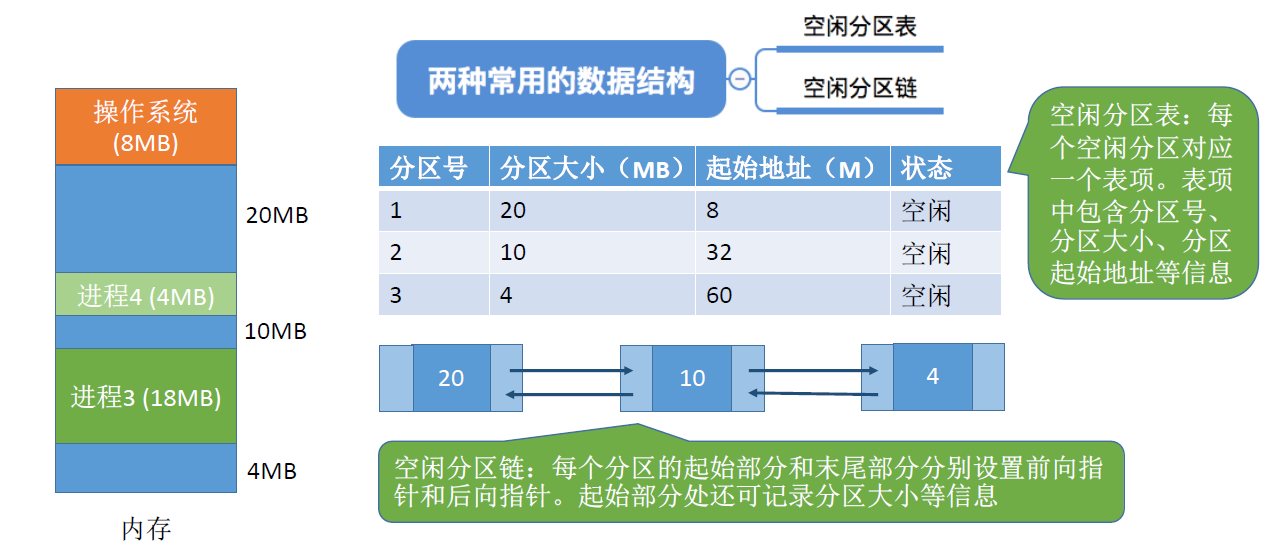 空闲分区表
两种常用的数据结构
空闲分区链
操作系统
(8MB)
20MB
进程4 (4MB)
10MB
进程3 (18MB)
4MB
内存
分区号 分区大小（MB） 起始地址（M） 状态
1 20 8 空闲
2 10 32 空闲
3 4 60 空闲
空闲分区表：每
个空闲分区对应
一个表项。表项
中包含分区号、
分区大小、分区
起始地址等信息
20 10 4
空闲分区链：每个分区的起始部分和末尾部分分别设置前向指
针和后向指针。起始部分处还可记录分区大小等信息